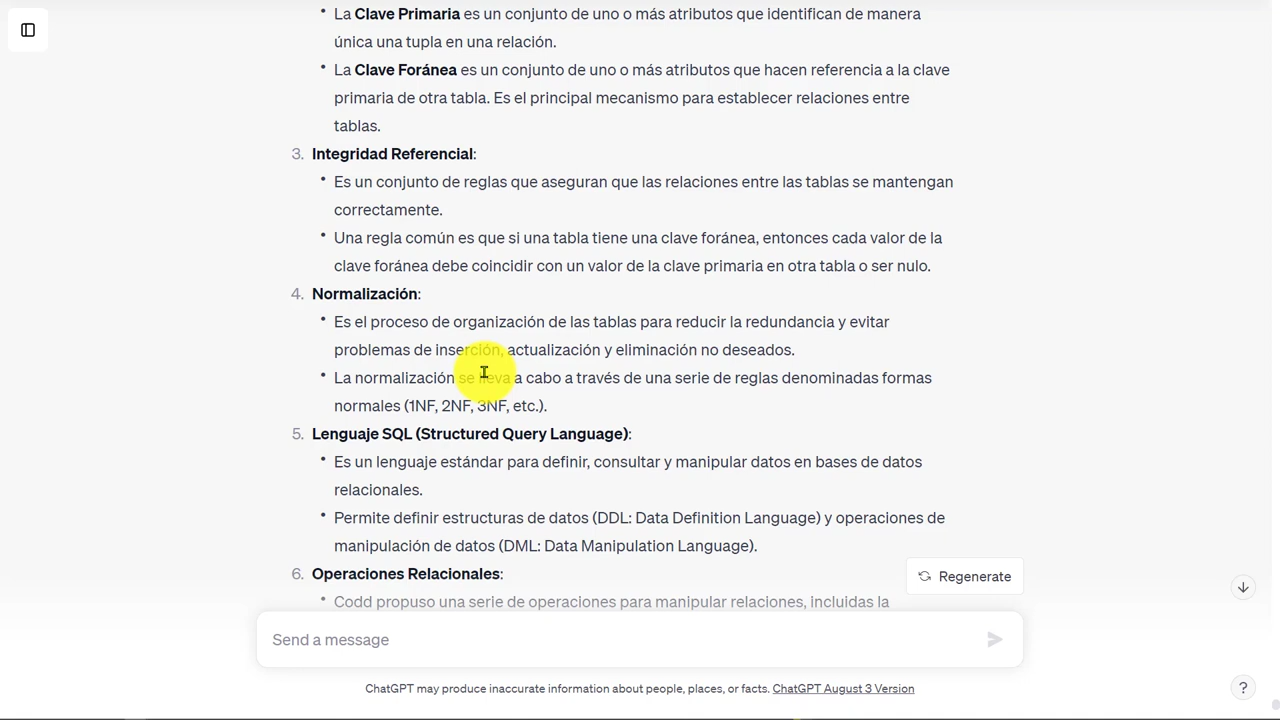 • La Clave Primaria es un conjunto de uno o más atributos que identifican de manera
única una tupla en una relación.
• La Clave Foránea es un conjunto de uno o más atributos que hacen referencia a la clave
primaria de otra tabla. Es el principal mecanismo para establecer relaciones entre
tablas.
3. Integridad Referencial:
• Es un conjunto de reglas que aseguran que las relaciones entre las tablas se mantengan
correctamente.
• Una regla común es que si una tabla tiene una clave foránea, entonces cada valor de la
clave foránea debe coincidir con un valor de la clave primaria en otra tabla o ser nulo.
4. Normalización:
• Es el proceso de organización de las tablas para reducir la redundancia y evitar
problemas de inserción, actualización y eliminación no deseados.
• La normalización se lleva a cabo a través de una serie de reglas denominadas formas
normales (1NF, 2NF, 3NF, etc.).
5. Lenguaje SQL (Structured Query Language):
• Es un lenguaje estándar para definir, consultar y manipular datos en bases de datos
relacionales.
• Permite definir estructuras de datos (DDL: Data Definition Language) y operaciones de
manipulación de datos (DML: Data Manipulation Language).
6. Operaciones Relacionales:
Regenerate
• Codd propuso una serie de operaciones para manipular relaciones, incluidas la
Send a message
ChatGPT may produce inaccurate information about people, places, or facts. ChatGPT August 3 Version
?